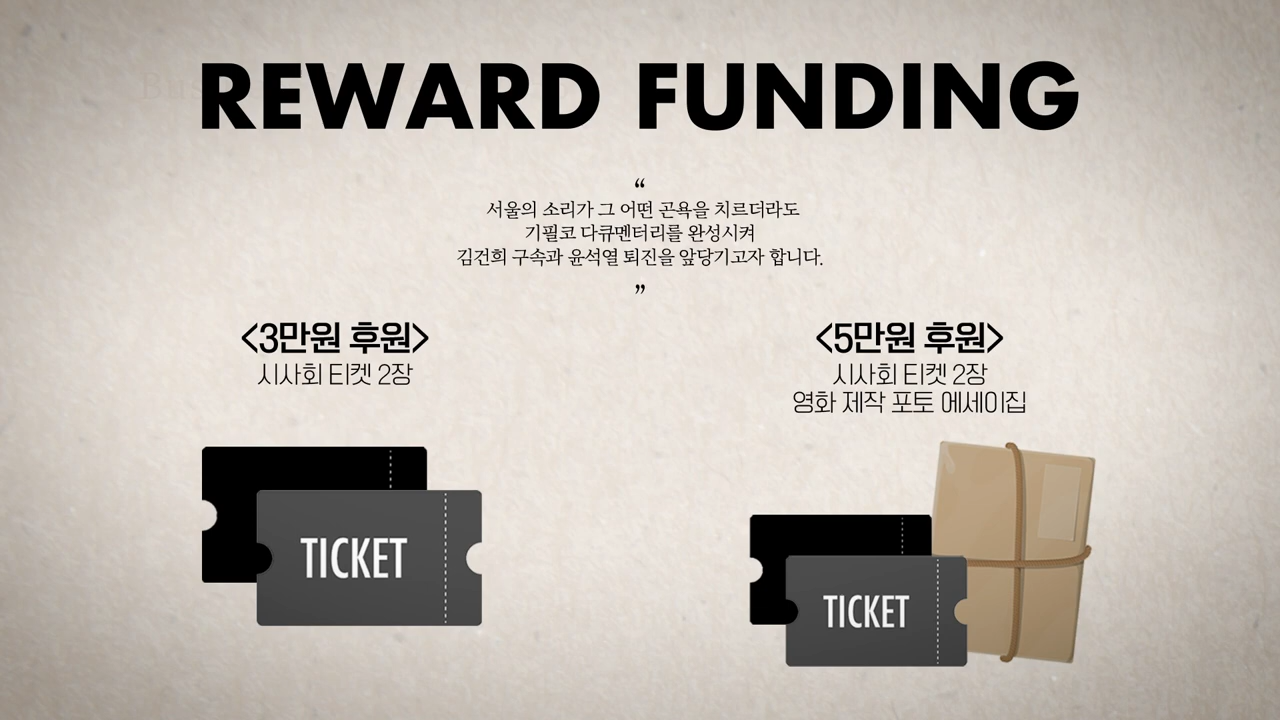 REWARD FUNDING
“
서울의 소리가 그 어떤 곤욕을 치르더라도
기필코 다큐멘터리를 완성시켜
김건희 구속과 윤석열 퇴진을 앞당기고자 합니다.
”
<3만원 후원>
시사회 티켓 2장
<5만원 후원>
시사회 티켓 2장
영화 제작 포토 에세이집
TICKET
TICKET